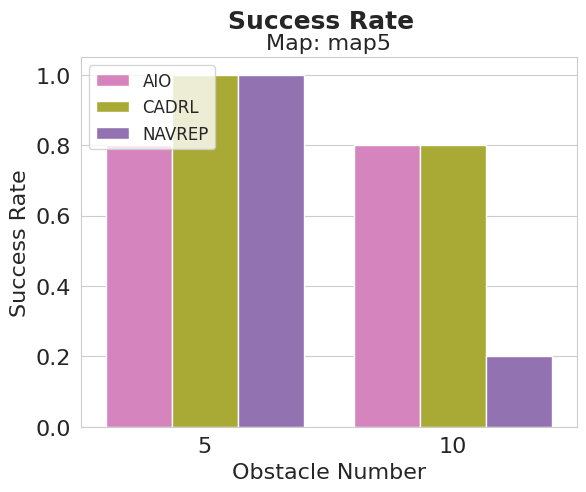 Success Rate
Map: map5
AIO
CADRL
NAVREP
1.0
0.8
0.6
0.4
0.2
0.0
Success Rate
5
10
Obstacle Number